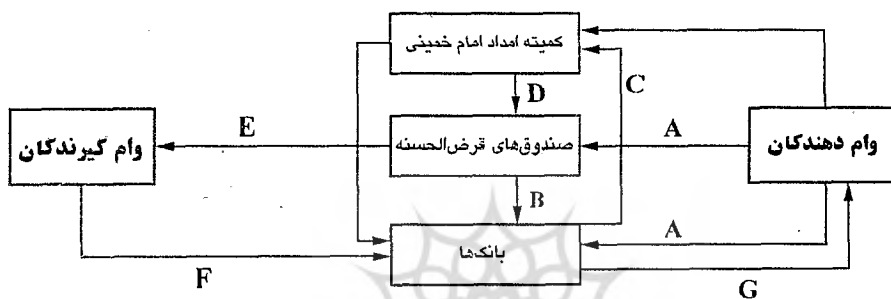 کمیته امداد امام خمینی
C
D
وام دهندگان
A
صندوق‌های قرض‌الحسنه
E
وام گیرندگان
B
A
بانک‌ها
F
G